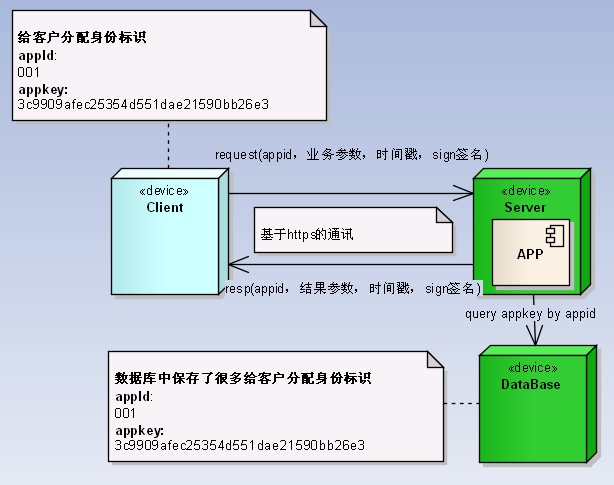 给客户分配身份标识
appId:
001
appkey:
3c9909afec25354d551dae21590bb26e3
request(appid，业务参数，时间戳，sign签名)
«device»
Client
«device»
Server
APP
基于https的通讯
resp(appid，结果参数，时间戳，sign签名)
query appkey by appid
«device»
DataBase
数据库中保存了很多给客户分配身份标识
appId:
001
appkey:
3c9909afec25354d551dae21590bb26e3